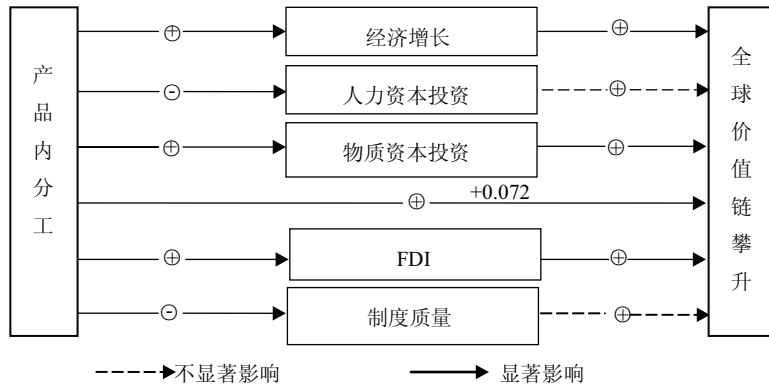 产品内分工
经济增长
人力资本投资
物质资本投资
+0.072
FDI
制度质量
全球价值链攀升
不显著影响
显著影响